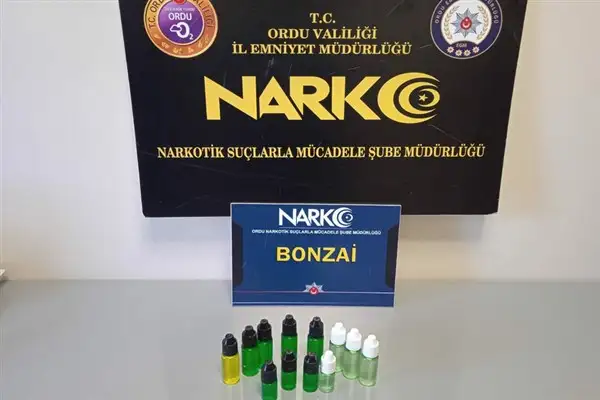 T.C.
ORDU VALİLİĞİ
İL EMNİYET MÜDÜRLÜĞÜ
ORDU
NARKO
NARKOTİK SUÇLARLA MÜCADELE ŞUBE MÜDÜRLÜĞÜ
NARKO
ORDU NARKOTİK SUÇLARLA MÜCADELE ŞUBE MÜDÜRLÜĞÜ
BONZAİ